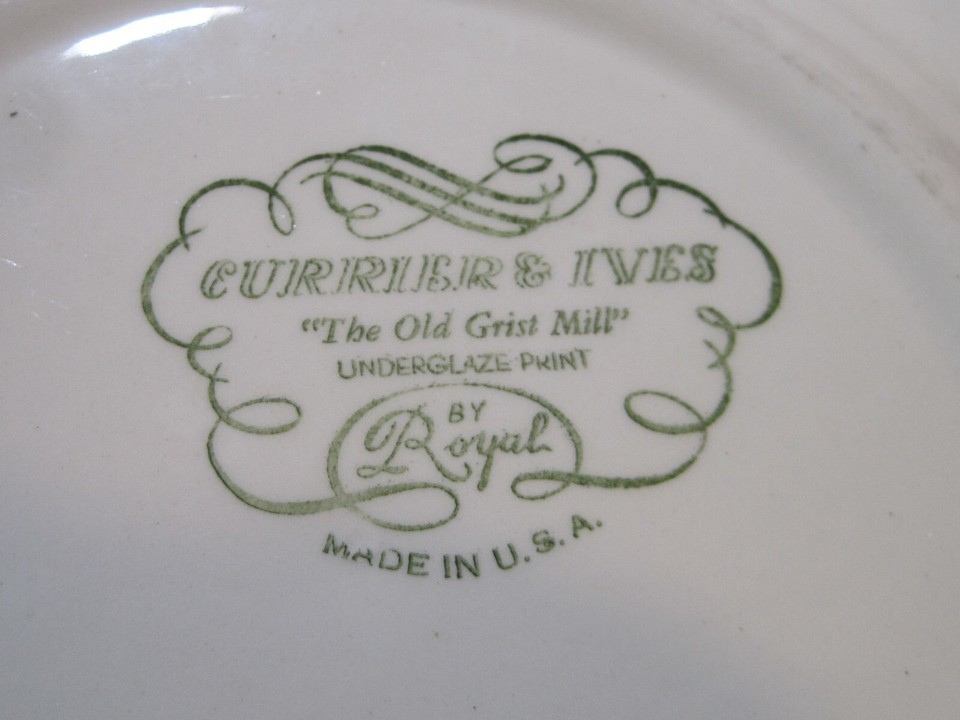 CURRIER & IVES
"The Old Grist Mill"
UNDERGLAZE PRINT
BY
Royal
MADE IN U.S.A.